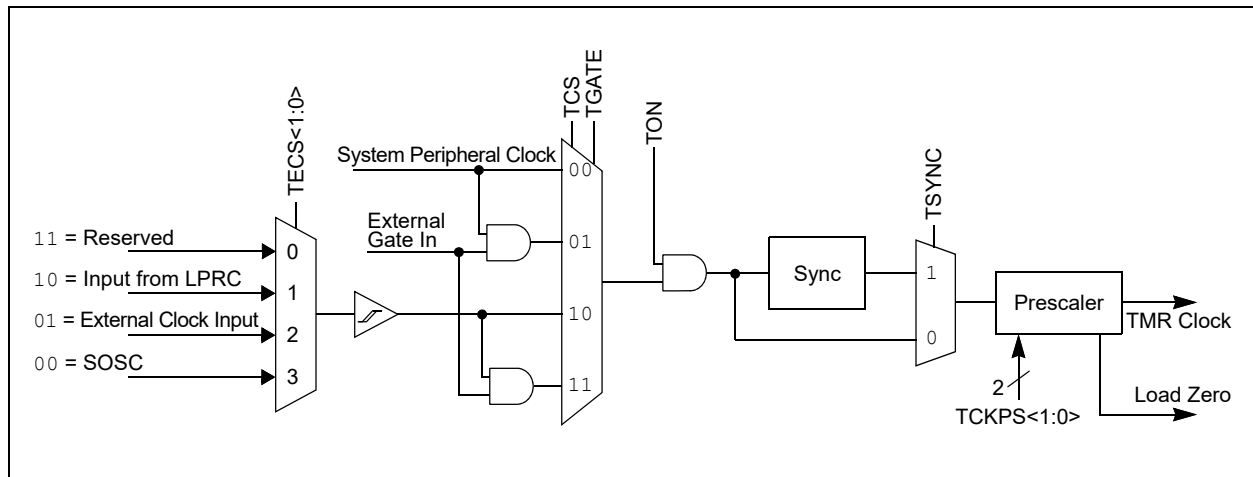 TECS<1:0>
11 = Reserved
10 = Input from LPRC
01 = External Clock Input
00 = SOSC
0
1
2
3
System Peripheral Clock
External
Gate In
TCS
TGATE
00
01
10
11
TON
Sync
TSYNC
1
0
Prescaler
TMR Clock
2
TCKPS<1:0>
Load Zero